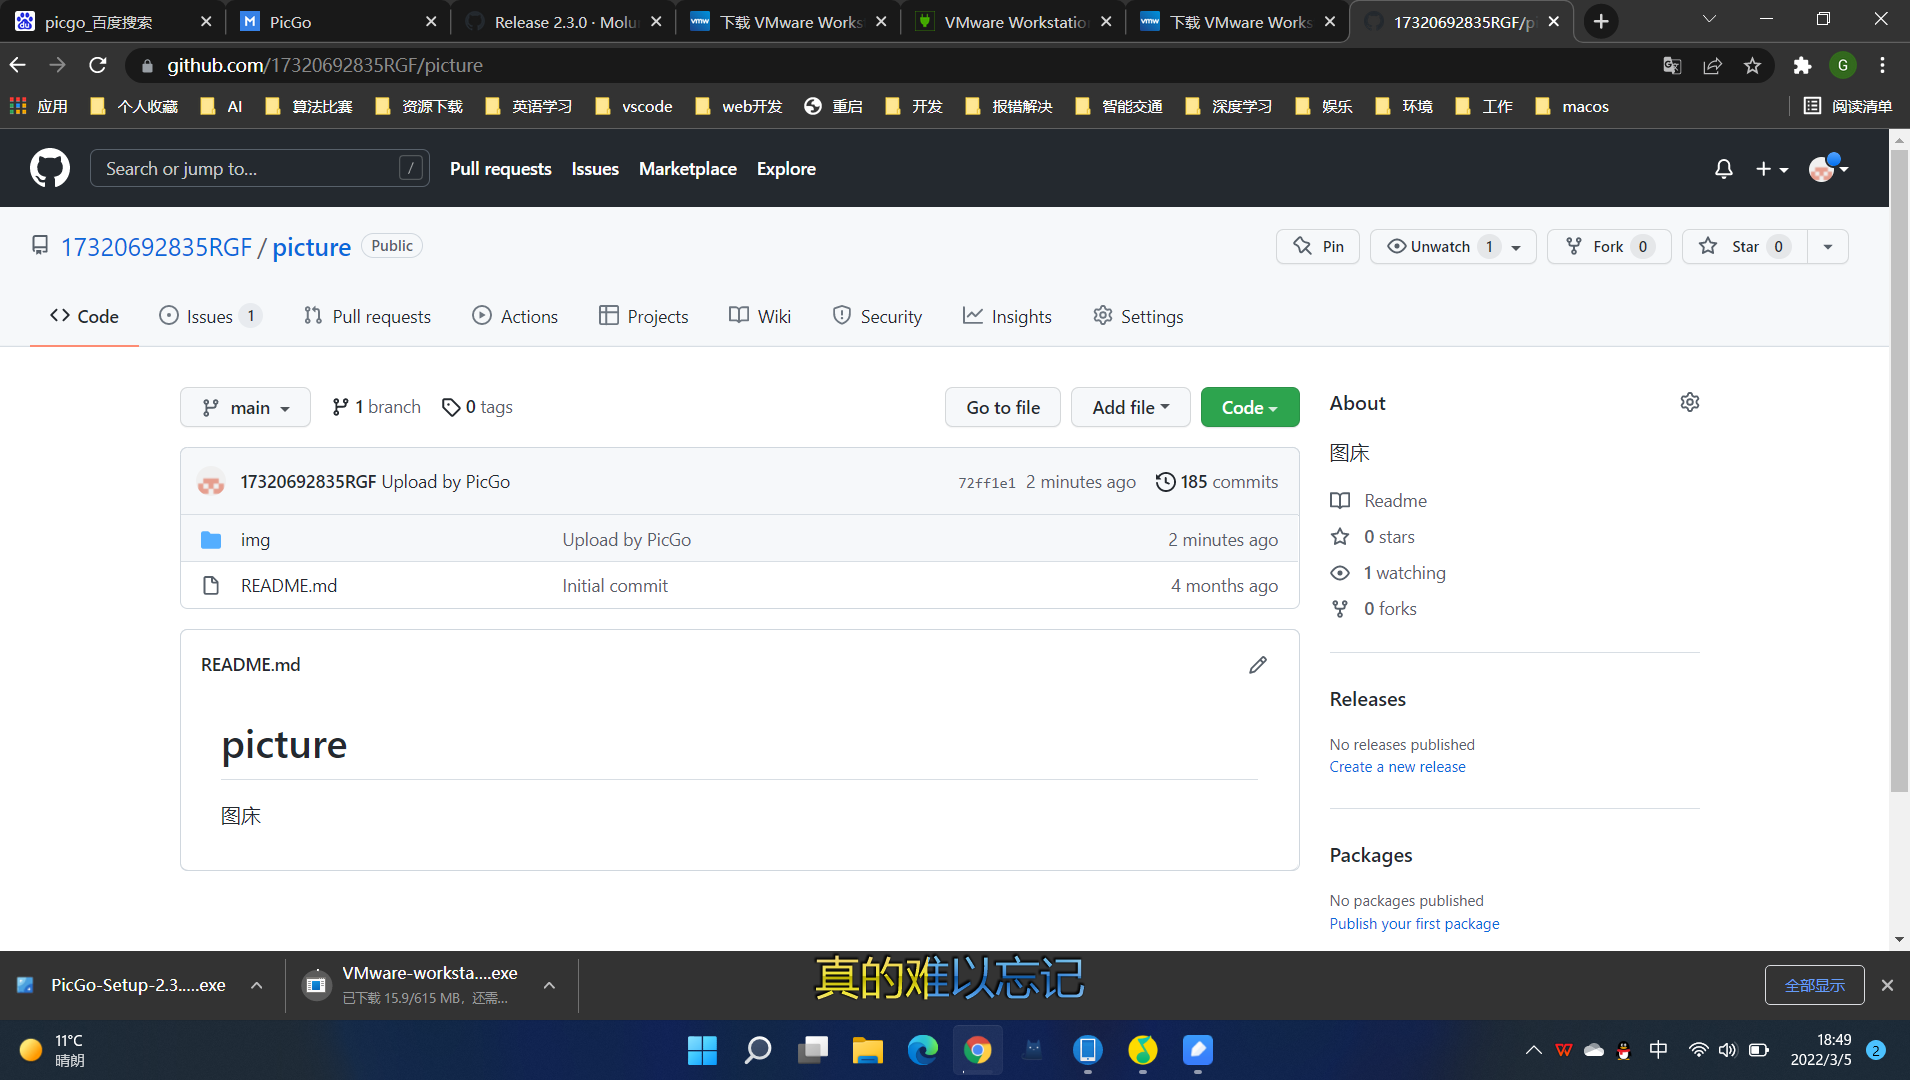 picgo_百度搜索
PicGo
Release 2.3.0 · Molun
下载 VMware Works
VMware Workstation
下载 VMware Works
17320692835RGF/pi
github.com/17320692835RGF/picture
G
应用 个人收藏 AI 算法比赛 资源下载 英语学习 vscode web开发 重启 开发 报错解决 智能交通 深度学习 娱乐 环境 工作 macos 阅读清单
Search or jump to... /
Pull requests Issues Marketplace Explore
17320692835RGF / picture Public
Pin Unwatch 1 Fork 0 Star 0
Code Issues 1 Pull requests Actions Projects Wiki Security Insights Settings
main 1 branch 0 tags Go to file Add file Code
17320692835RGF Upload by PicGo 72ff1e1 2 minutes ago 185 commits
img Upload by PicGo 2 minutes ago
README.md Initial commit 4 months ago
README.md
picture
图床
About
图床
Readme
0 stars
1 watching
0 forks
Releases
No releases published
Create a new release
Packages
No packages published
Publish your first package
PicGo-Setup-2.3.....exe
VMware-worksta....exe
已下载 15.9/615 MB，还需...
真的难以忘记
全部显示
11°C
晴朗
中
18:49
2022/3/5
2